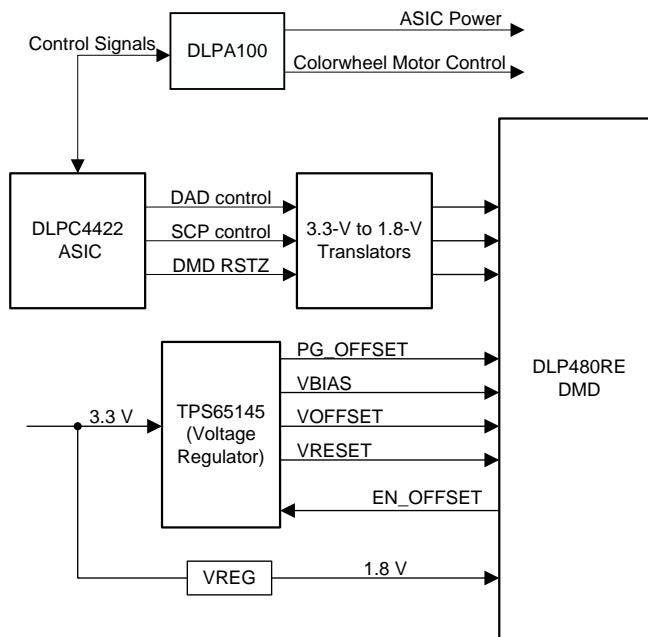 ASIC Power
Control Signals
DLPA100
Colorwheel Motor Control
DLPC4422
ASIC
DAD control
SCP control
DMD RSTZ
3.3-V to 1.8-V
Translators
DLP480RE
DMD
3.3 V
TPS65145
(Voltage
Regulator)
PG_OFFSET
VBIAS
VOFFSET
VRESET
EN_OFFSET
VREG
1.8 V